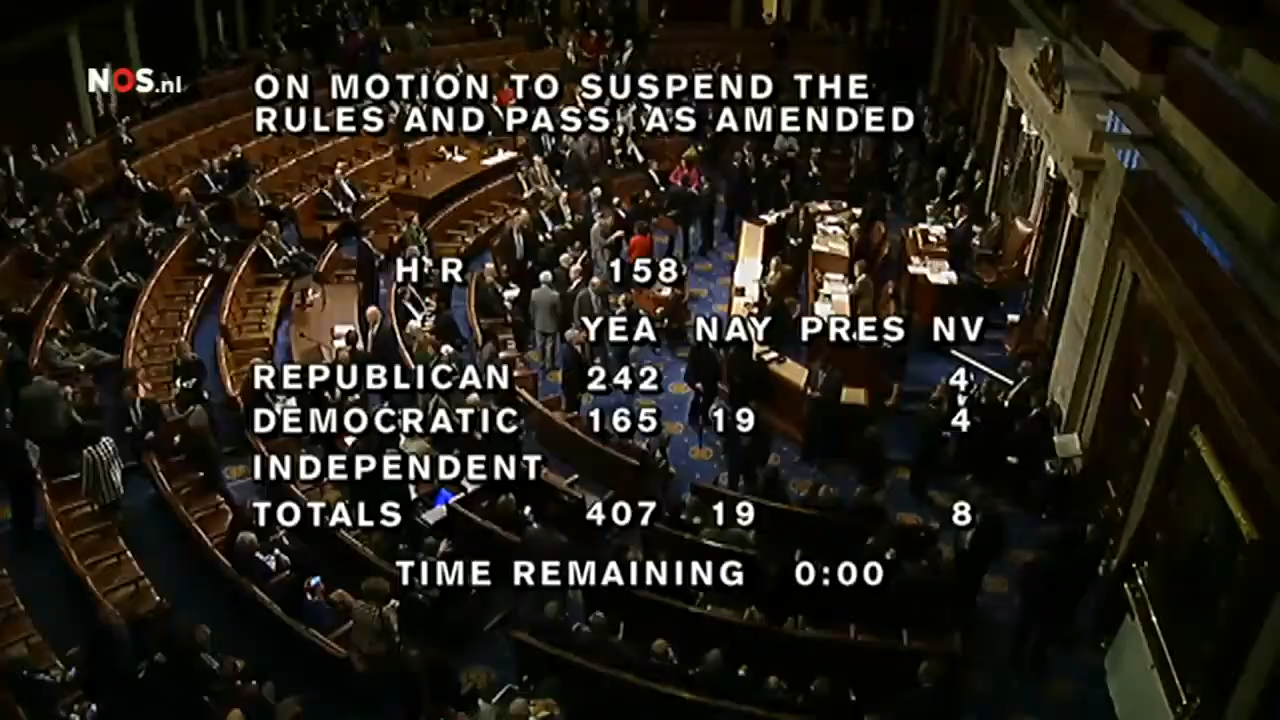 NOS.nl
ON MOTION TO SUSPEND THE
RULES AND PASS, AS AMENDED
H R 158
YEA NAY PRES NV
REPUBLICAN 242 4
DEMOCRATIC 165 19 4
INDEPENDENT
TOTALS 407 19 8
TIME REMAINING 0:00